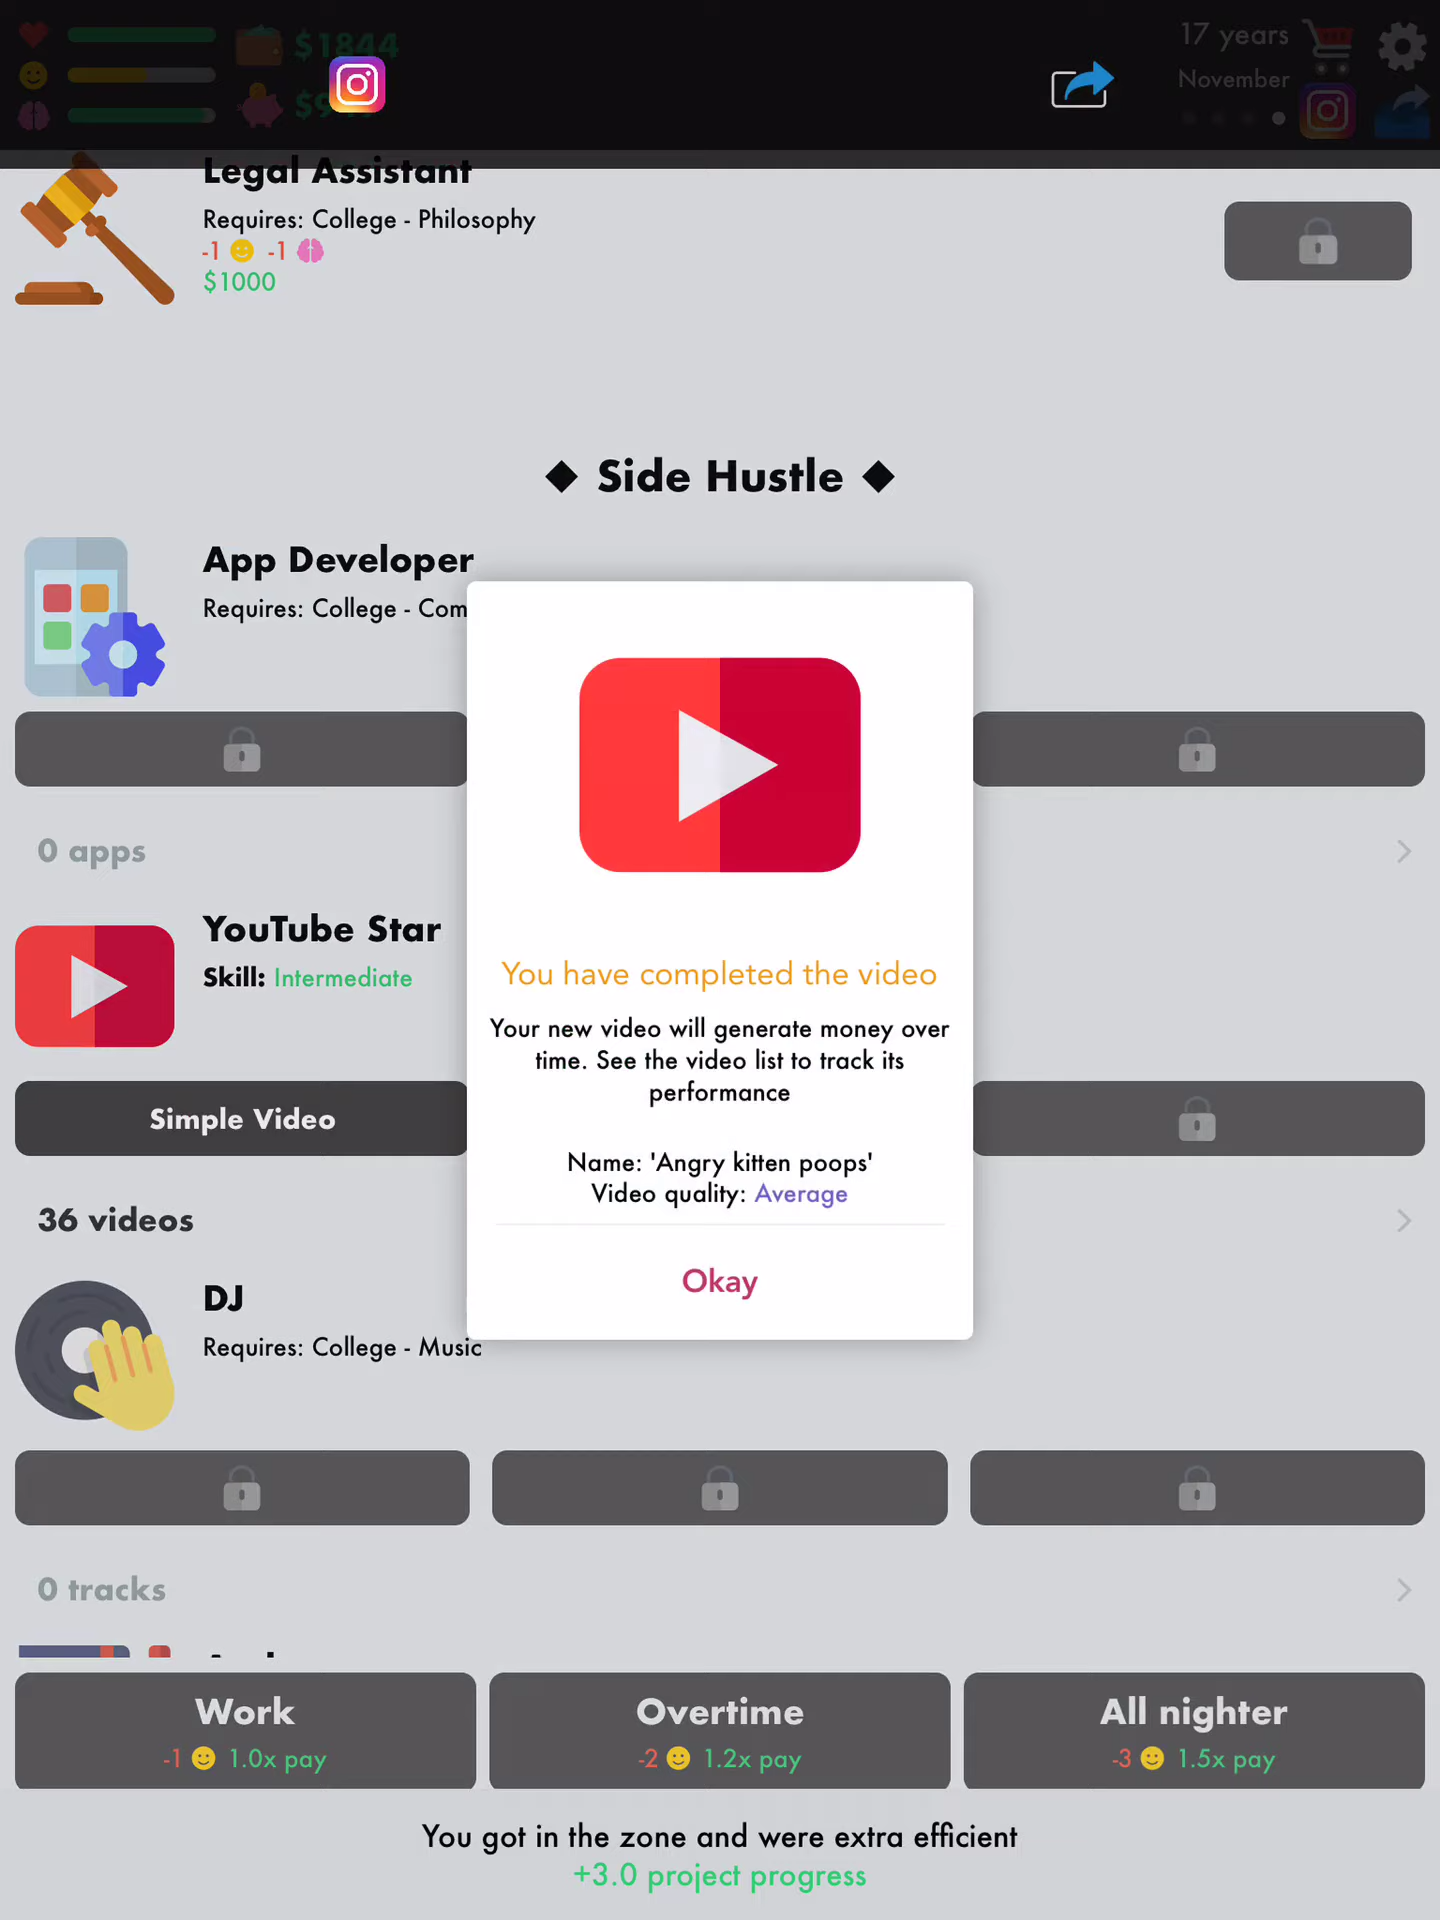 $1844
17 years
November
Legal Assistant
Requires: College - Philosophy
-1 -1
$1000
◆ Side Hustle ◆
App Developer
Requires: College - Com
0 apps
YouTube Star
Skill: Intermediate
Simple Video
36 videos
You have completed the video
Your new video will generate money over
time. See the video list to track its
performance
Name: 'Angry kitten poops'
Video quality: Average
Okay
DJ
Requires: College - Music
0 tracks
Work
-1 1.0x pay
Overtime
-2 1.2x pay
All nighter
-3 1.5x pay
You got in the zone and were extra efficient
+3.0 project progress